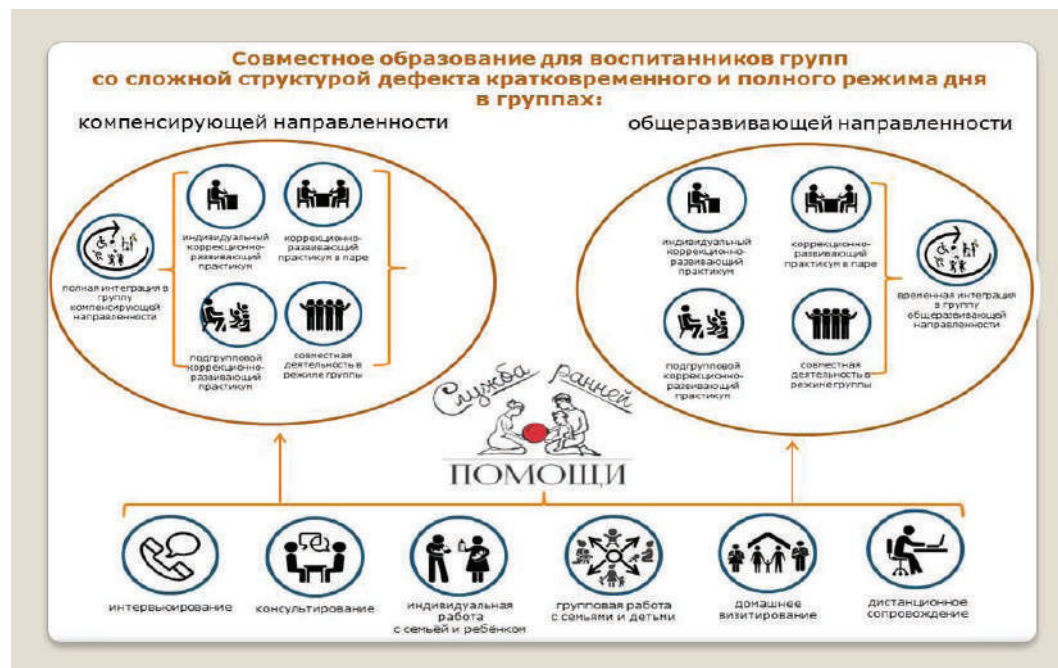 Совместное образование для воспитанников групп
со сложной структурой дефекта кратковременного и полного режима дня
в группах:
компенсирующей направленности
общеразвивающей направленности
индивидуальный
коррекционно-
развивающий
практикум
коррекционно-
развивающий
практикум в паре
полная интеграция в
группу
компенсирующей
направленности
подгрупповой
коррекционно-
развивающий
практикум
совместная
деятельность в
режиме группы
индивидуальный
коррекционно-
развивающий
практикум
коррекционно-
развивающий
практикум в паре
временная интеграция
в группу
общеразвивающей
направленности
подгрупповой
коррекционно-
развивающий
практикум
совместная
деятельность в
режиме группы
Служба ранней
ПОМОЩИ
интервьюирование
консультирование
индивидуальная
работа
с семьёй и ребёнком
групповая работа
с семьями и детьми
домашнее
визитирование
дистанционное
сопровождение